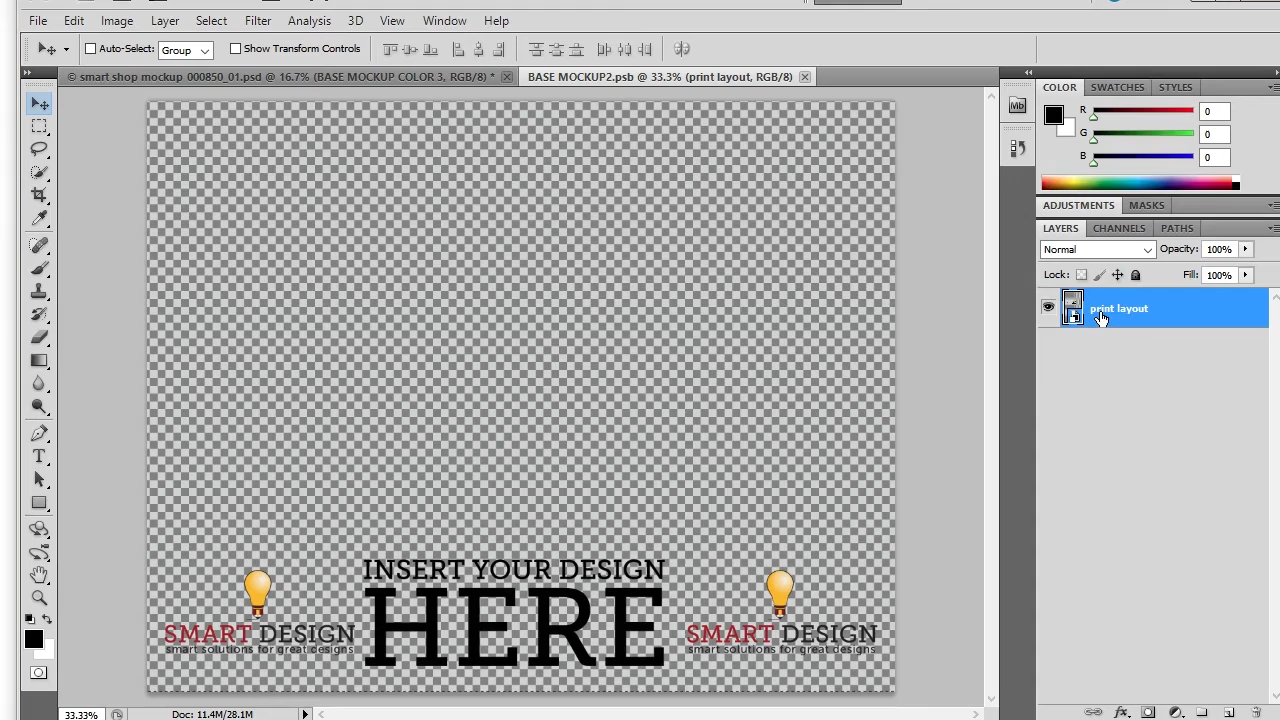 File Edit Image Layer Select Filter Analysis 3D View Window Help
Auto-Select: Group Show Transform Controls
© smart shop mockup 000850_01.psd @ 16.7% (BASE MOCKUP COLOR 3, RGB/8) * BASE MOCKUP2.psb @ 33.3% (print layout, RGB/8)
COLOR SWATCHES STYLES
Mb
R 0
G 0
B 0
ADJUSTMENTS MASKS
LAYERS CHANNELS PATHS
Normal Opacity: 100%
Lock: Fill: 100%
print layout
T
INSERT YOUR DESIGN
HERE
SMART DESIGN
smart solutions for great designs
SMART DESIGN
smart solutions for great designs
33.33% Doc: 11.4M/28.1M
fx